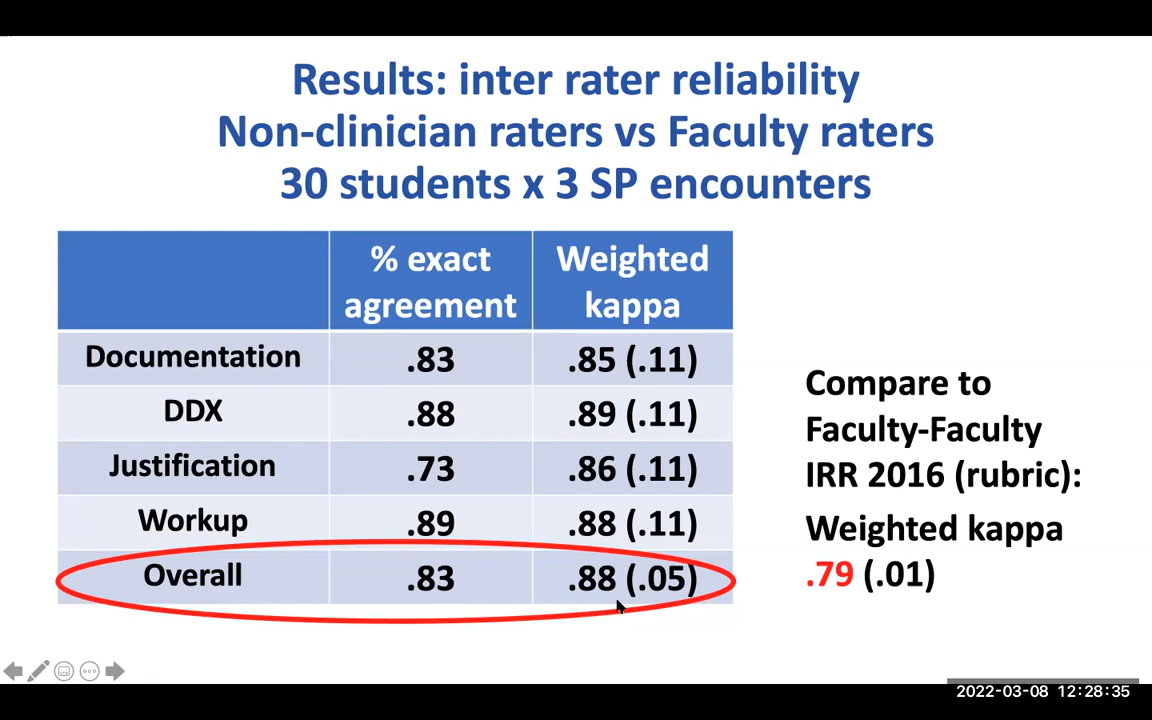 Results: inter rater reliability
Non-clinician raters vs Faculty raters
30 students x 3 SP encounters
% exact agreement
Weighted kappa
Documentation .83 .85 (.11)
DDX .88 .89 (.11)
Justification .73 .86 (.11)
Workup .89 .88 (.11)
Overall .83 .88 (.05)
Compare to
Faculty-Faculty
IRR 2016 (rubric):
Weighted kappa
.79 (.01)
2022-03-08 12:28:35